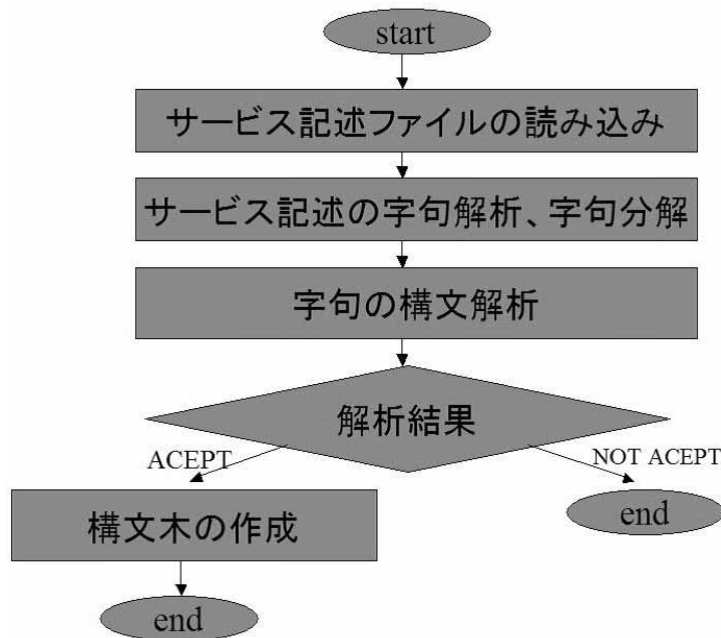 start
サービス記述ファイルの読み込み
サービス記述の字句解析、字句分解
字句の構文解析
解析結果
ACEPT
NOT ACEPT
構文木の作成
end
end